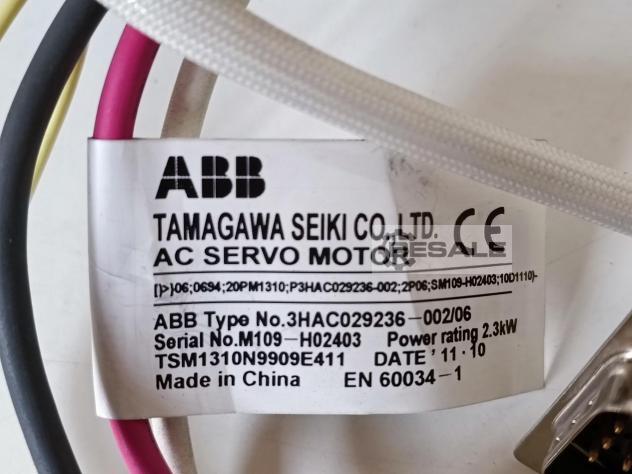 ABB
TAMAGAWA SEIKI CO., LTD. CE
AC SERVO MOTOR
ESALE
[)>}06;0694;20PM1310;P3HAC029236-002;2P06;SM109-H02403;10D1110}-
ABB Type No.3HAC029236-002/06
Serial No.M109-H02403 Power rating 2.3kW
TSM1310N9909E411 DATE '11·10
Made in China EN 60034-1